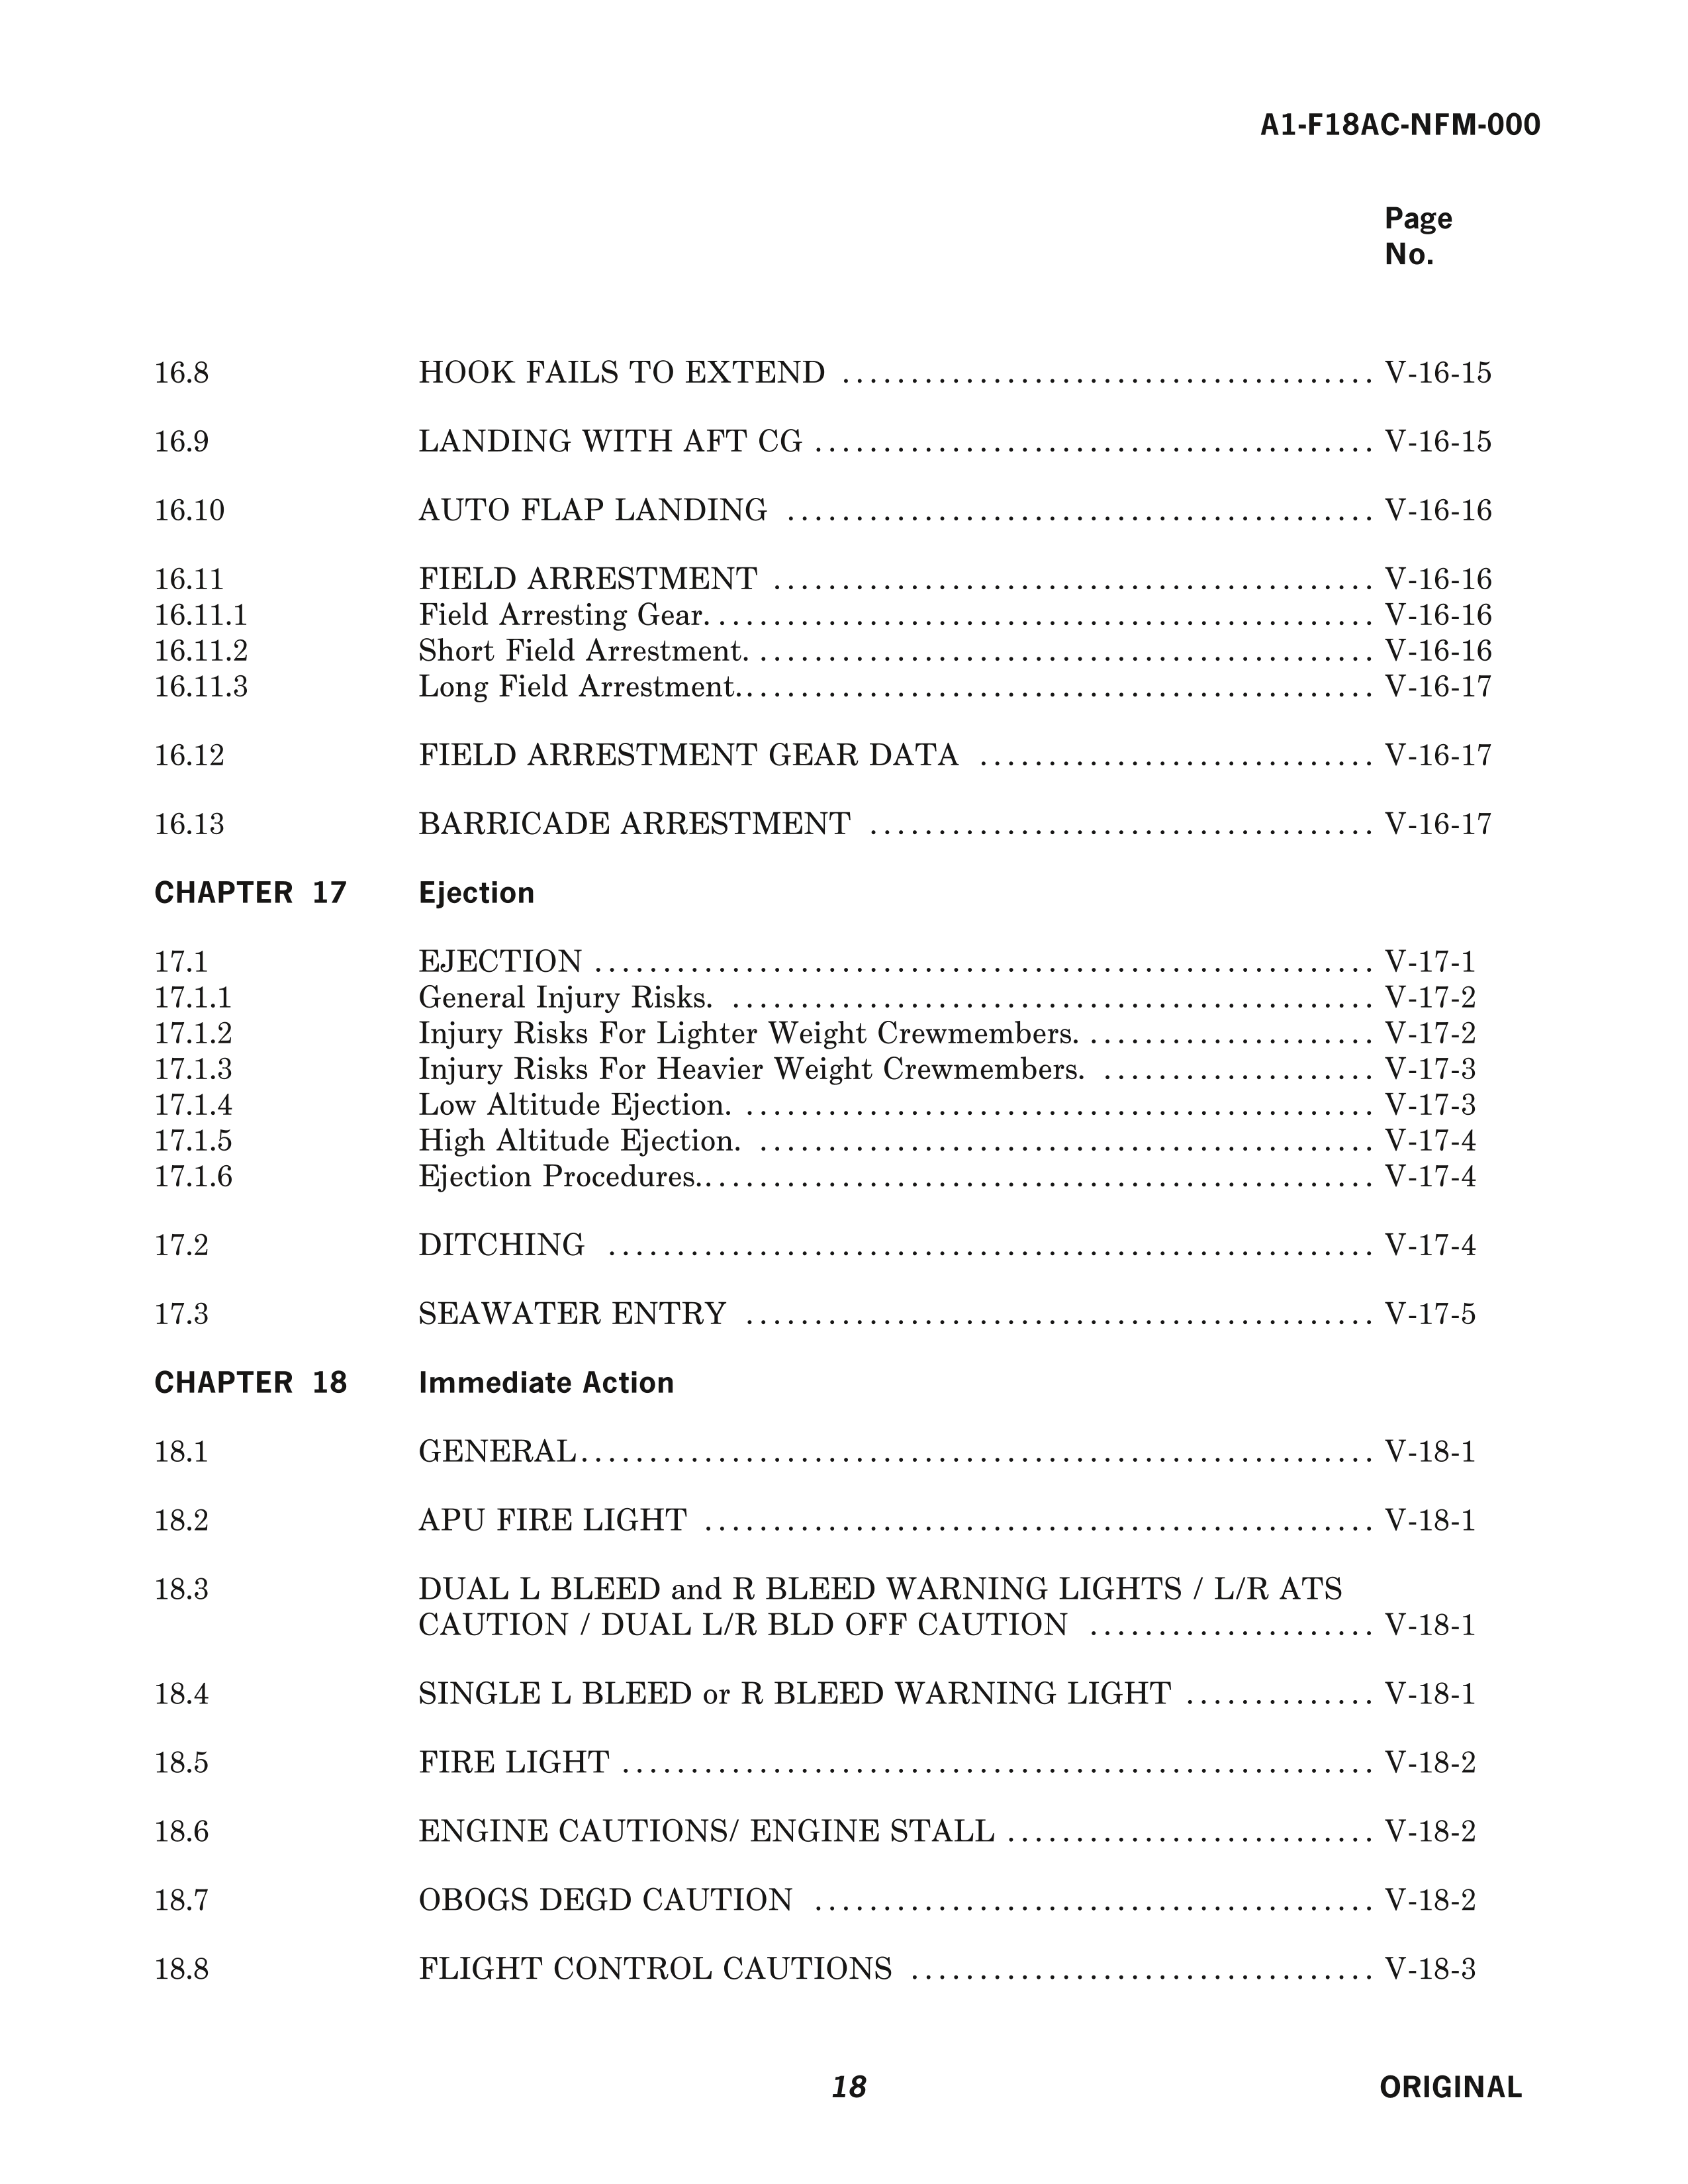 A1-F18AC-NFM-000
Page
No.
16.8 HOOK FAILS TO EXTEND ....................................... V-16-15
16.9 LANDING WITH AFT CG ......................................... V-16-15
16.10 AUTO FLAP LANDING ........................................... V-16-16
16.11 FIELD ARRESTMENT ............................................ V-16-16
16.11.1 Field Arresting Gear. ................................................ V-16-16
16.11.2 Short Field Arrestment. ............................................. V-16-16
16.11.3 Long Field Arrestment. .............................................. V-16-17
16.12 FIELD ARRESTMENT GEAR DATA ............................. V-16-17
16.13 BARRICADE ARRESTMENT ..................................... V-16-17
CHAPTER 17 Ejection
17.1 EJECTION ......................................................... V-17-1
17.1.1 General Injury Risks. ............................................... V-17-2
17.1.2 Injury Risks For Lighter Weight Crewmembers. ..................... V-17-2
17.1.3 Injury Risks For Heavier Weight Crewmembers. .................... V-17-3
17.1.4 Low Altitude Ejection. .............................................. V-17-3
17.1.5 High Altitude Ejection. ............................................. V-17-4
17.1.6 Ejection Procedures. ................................................. V-17-4
17.2 DITCHING ........................................................ V-17-4
17.3 SEAWATER ENTRY .............................................. V-17-5
CHAPTER 18 Immediate Action
18.1 GENERAL .......................................................... V-18-1
18.2 APU FIRE LIGHT ................................................. V-18-1
18.3 DUAL L BLEED and R BLEED WARNING LIGHTS / L/R ATS
CAUTION / DUAL L/R BLD OFF CAUTION ..................... V-18-1
18.4 SINGLE L BLEED or R BLEED WARNING LIGHT .............. V-18-1
18.5 FIRE LIGHT ....................................................... V-18-2
18.6 ENGINE CAUTIONS/ ENGINE STALL ........................... V-18-2
18.7 OBOGS DEGD CAUTION ......................................... V-18-2
18.8 FLIGHT CONTROL CAUTIONS .................................. V-18-3
18 ORIGINAL